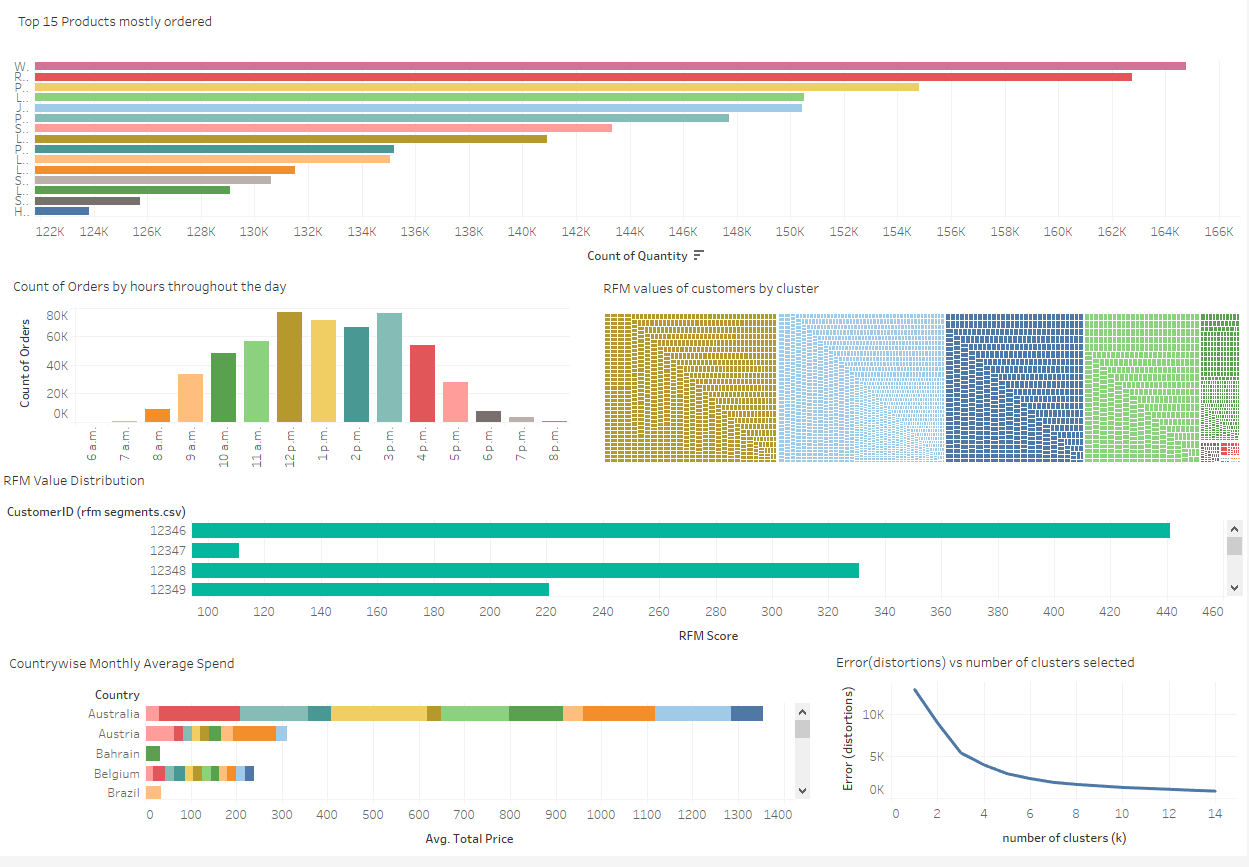 Top 15 Products mostly ordered
W..
R..
P..
L..
J..
P..
S..
L..
P..
L..
L..
S..
L..
S..
H..
122K 124K 126K 128K 130K 132K 134K 136K 138K 140K 142K 144K 146K 148K 150K 152K 154K 156K 158K 160K 162K 164K 166K
Count of Quantity
Count of Orders by hours throughout the day
Count of Orders
80K
60K
40K
20K
0K
6 a.m. 7 a.m. 8 a.m. 9 a.m. 10 a.m. 11 a.m. 12 p.m. 1 p.m. 2 p.m. 3 p.m. 4 p.m. 5 p.m. 6 p.m. 7 p.m. 8 p.m.
RFM values of customers by cluster
RFM Value Distribution
CustomerID (rfm segments.csv)
12346
12347
12348
12349
100 120 140 160 180 200 220 240 260 280 300 320 340 360 380 400 420 440 460
RFM Score
Countrywise Monthly Average Spend
Country
Australia
Austria
Bahrain
Belgium
Brazil
0 100 200 300 400 500 600 700 800 900 1000 1100 1200 1300 1400
Avg. Total Price
Error(distortions) vs number of clusters selected
Error (distortions)
10K
5K
0K
0 2 4 6 8 10 12 14
number of clusters (k)